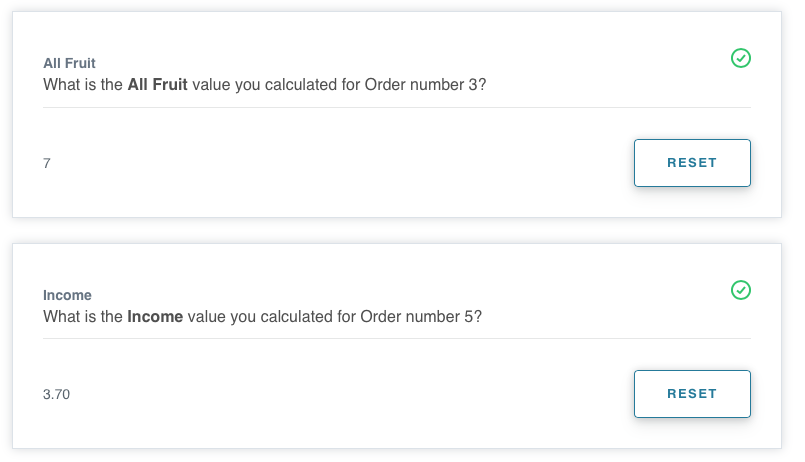 All Fruit
What is the All Fruit value you calculated for Order number 3?
7
RESET
Income
What is the Income value you calculated for Order number 5?
3.70
RESET